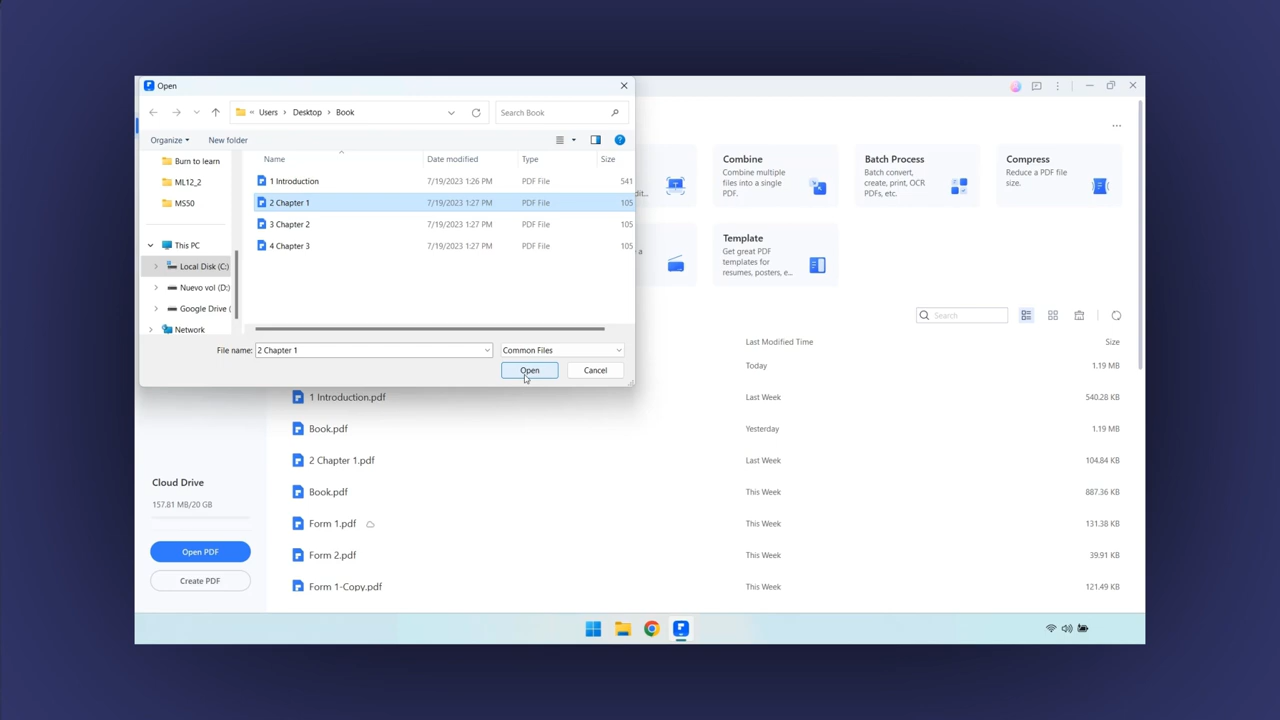 Open
Users
Desktop
Book
Search Book
Organize
New folder
Name
Date modified
Type
Size
Burn to learn
ML12_2
MS50
This PC
Local Disk (C:)
Nuevo vol (D:)
Google Drive (
Network
1 Introduction 7/19/2023 1:26 PM PDF File 541
2 Chapter 1 7/19/2023 1:27 PM PDF File 105
3 Chapter 2 7/19/2023 1:27 PM PDF File 105
4 Chapter 3 7/19/2023 1:27 PM PDF File 105
File name: 2 Chapter 1 Common Files
Open Cancel
dit...
Combine
Combine multiple
files into a single
PDF.
Batch Process
Batch convert,
create, print, OCR
PDFs, etc.
Compress
Reduce a PDF file
size.
a
Template
Get great PDF
templates for
resumes, posters, e...
Search
Last Modified Time Size
Today 1.19 MB
1 Introduction.pdf Last Week 540.28 KB
Book.pdf Yesterday 1.19 MB
2 Chapter 1.pdf Last Week 104.84 KB
Book.pdf This Week 887.36 KB
Form 1.pdf This Week 131.38 KB
Form 2.pdf This Week 39.91 KB
Form 1-Copy.pdf This Week 121.49 KB
Cloud Drive
157.81 MB/20 GB
Open PDF
Create PDF